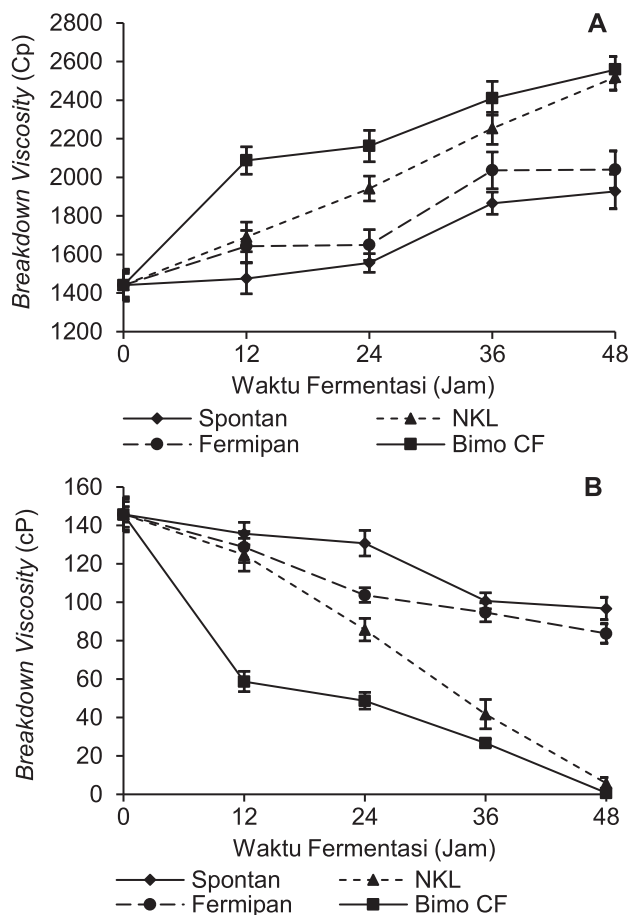 A
Breakdown Viscosity (Cp)
2800
2600
2400
2200
2000
1800
1600
1400
1200
0 12 24 36 48
Waktu Fermentasi (Jam)
Spontan NKL
Fermipan Bimo CF
B
Breakdown Viscosity (cP)
160
140
120
100
80
60
40
20
0
0 12 24 36 48
Waktu Fermentasi (Jam)
Spontan NKL
Fermipan Bimo CF